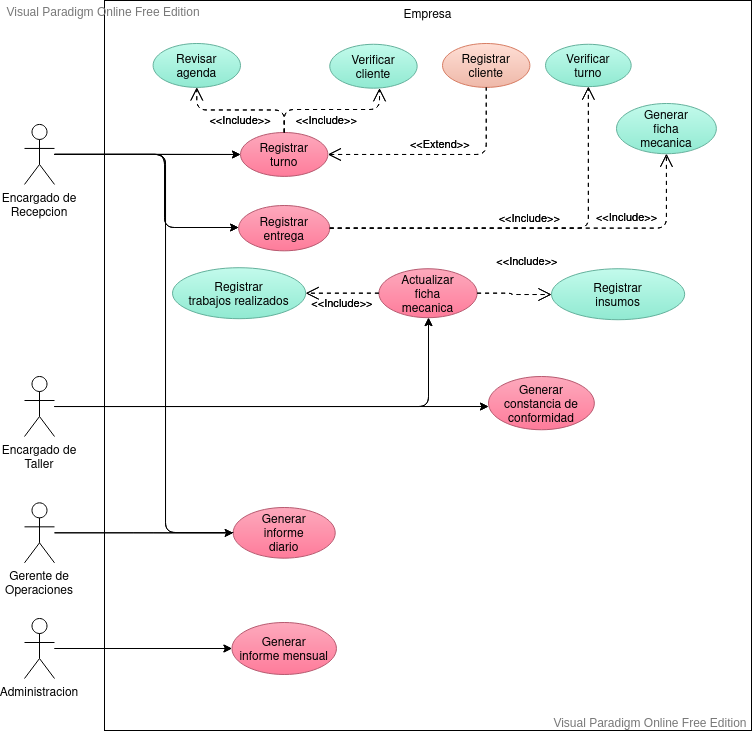 Visual Paradigm Online Free Edition
Empresa
Revisar
agenda
Verificar
cliente
Registrar
cliente
Verificar
turno
Generar
ficha
mecanica
<<Include>>
<<Include>>
<<Extend>>
Registrar
turno
Encargado de
Recepcion
Registrar
entrega
<<Include>>
<<Include>>
<<Include>>
Registrar
trabajos realizados
<<Include>>
Actualizar
ficha
mecanica
Registrar
insumos
Generar
constancia de
conformidad
Encargado de
Taller
Generar
informe
diario
Gerente de
Operaciones
Generar
informe mensual
Administracion
Visual Paradigm Online Free Edition